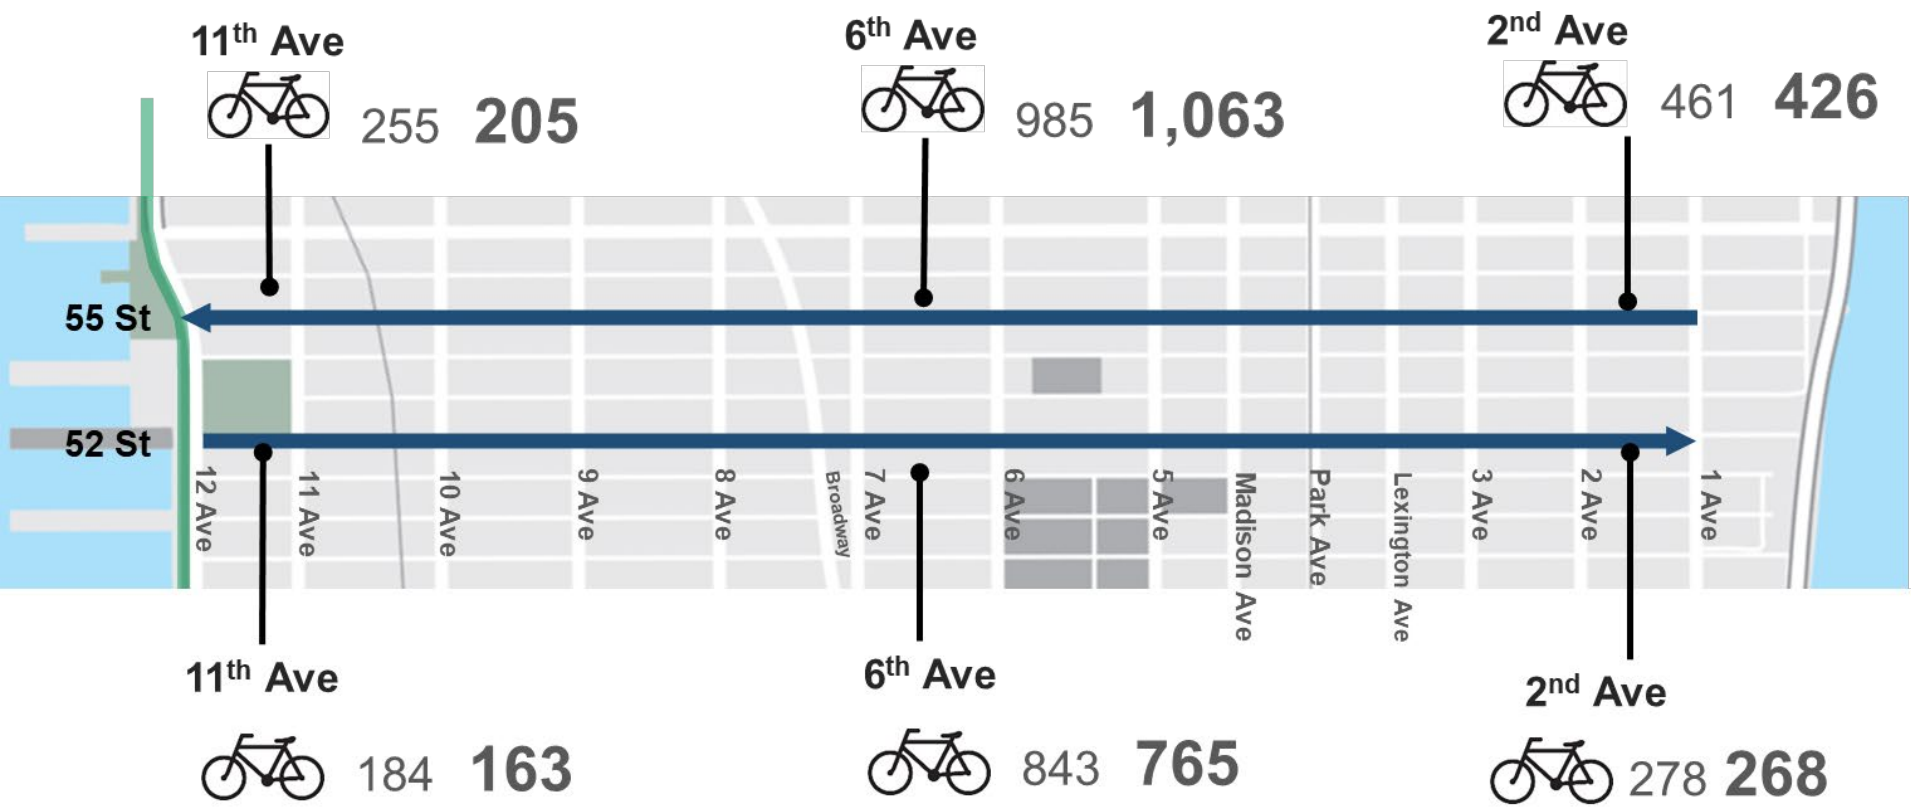 11th Ave
255 205
6th Ave
985 1,063
2nd Ave
461 426
55 St
52 St
12 Ave
11 Ave
10 Ave
9 Ave
8 Ave
Broadway
7 Ave
6 Ave
5 Ave
Madison Ave
Park Ave
Lexington Ave
3 Ave
2 Ave
1 Ave
11th Ave
184 163
6th Ave
843 765
2nd Ave
278 268